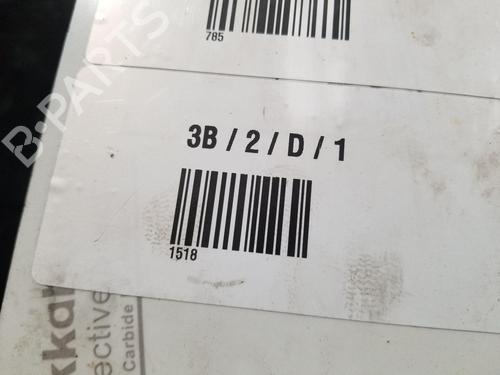 785
B-PARTS
3B / 2 / D / 1
1518
ective
Carbide